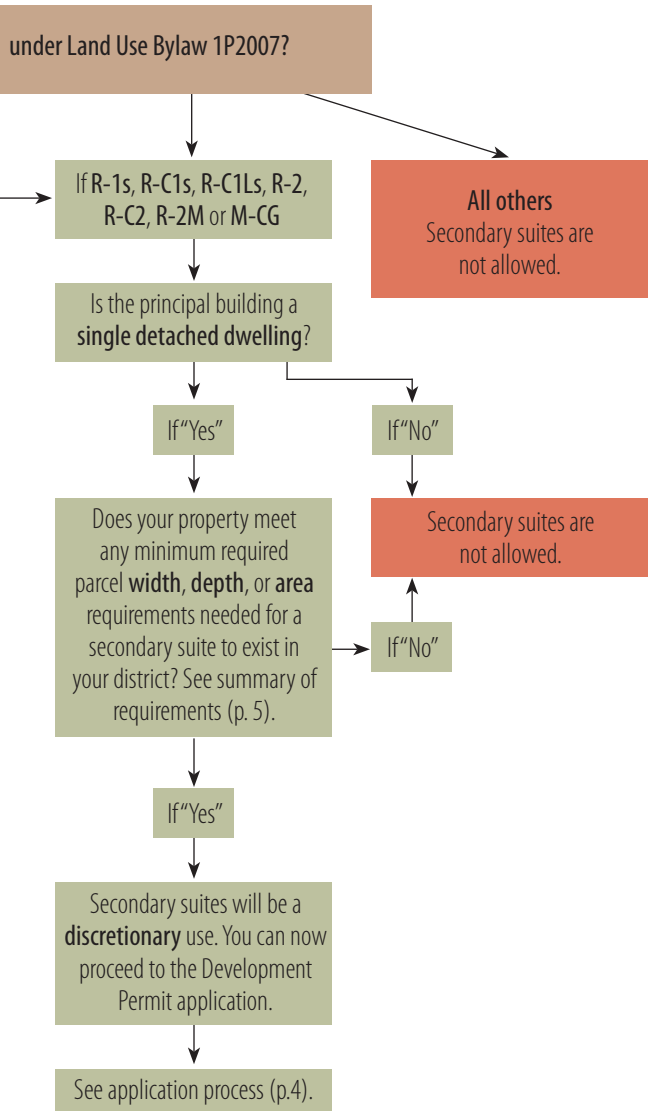 under Land Use Bylaw 1P2007?
If R-1s, R-C1s, R-C1Ls, R-2,
R-C2, R-2M or M-CG
All others
Secondary suites are
not allowed.
Is the principal building a
single detached dwelling?
If "Yes"
If "No"
Does your property meet
any minimum required
parcel width, depth, or area
requirements needed for a
secondary suite to exist in
your district? See summary of
requirements (p. 5).
Secondary suites are
not allowed.
If "No"
If "Yes"
Secondary suites will be a
discretionary use. You can now
proceed to the Development
Permit application.
See application process (p.4).